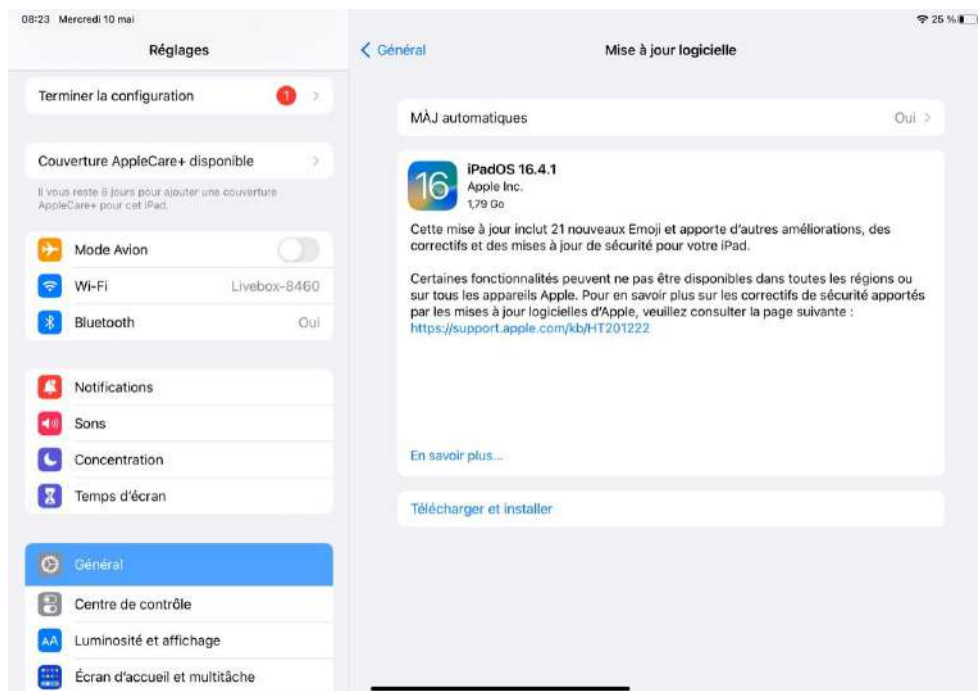 08:23 Mercredi 10 mai
25 %
Réglages
Terminer la configuration
1
Couverture AppleCare+ disponible
Il vous reste 8 jours pour ajouter une couverture
AppleCare+ pour cet iPad.
Mode Avion
Wi-Fi
Livebox-8460
Bluetooth
Oui
Notifications
Sons
Concentration
Temps d'écran
Général
Centre de contrôle
AA
Luminosité et affichage
Écran d'accueil et multitâche
Général
Mise à jour logicielle
MÀJ automatiques
Oui
16
iPadOS 16.4.1
Apple Inc.
1,79 Go
Cette mise à jour inclut 21 nouveaux Emoji et apporte d'autres améliorations, des
correctifs et des mises à jour de sécurité pour votre iPad.
Certaines fonctionnalités peuvent ne pas être disponibles dans toutes les régions ou
sur tous les appareils Apple. Pour en savoir plus sur les correctifs de sécurité apportés
par les mises à jour logicielles d'Apple, veuillez consulter la page suivante :
https://support.apple.com/kb/HT201222
En savoir plus...
Télécharger et installer